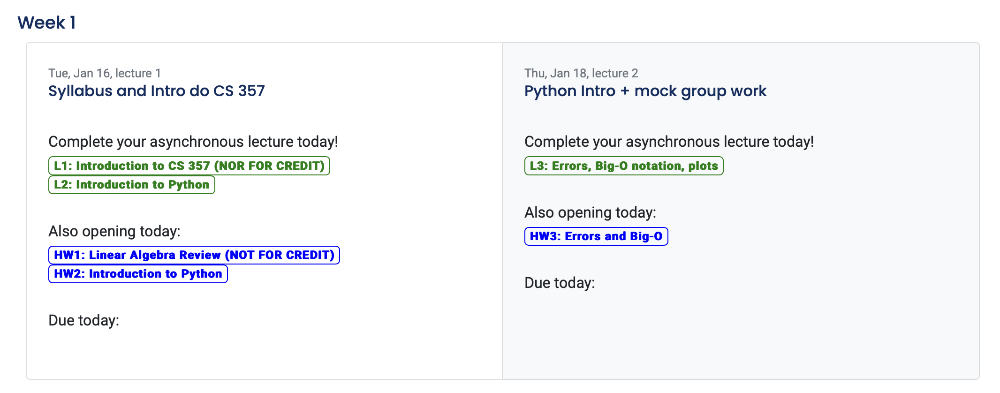 Week 1
Tue, Jan 16, lecture 1
Syllabus and Intro do CS 357
Complete your asynchronous lecture today!
L1: Introduction to CS 357 (NOR FOR CREDIT)
L2: Introduction to Python
Also opening today:
HW1: Linear Algebra Review (NOT FOR CREDIT)
HW2: Introduction to Python
Due today:
Thu, Jan 18, lecture 2
Python Intro + mock group work
Complete your asynchronous lecture today!
L3: Errors, Big-O notation, plots
Also opening today:
HW3: Errors and Big-O
Due today: